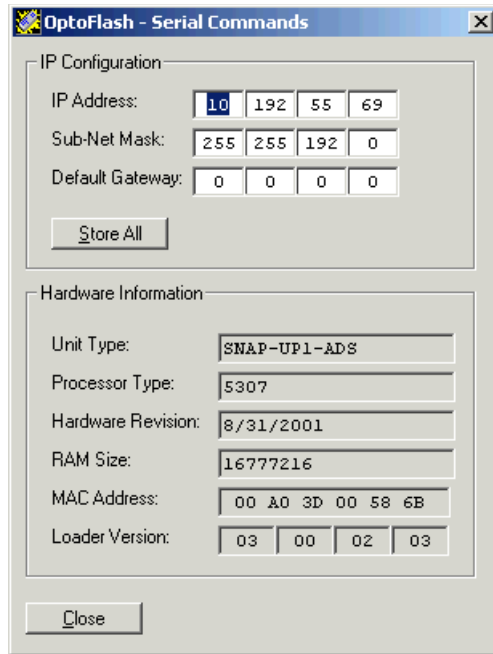 OptoFlash - Serial Commands
IP Configuration
IP Address: 10 192 55 69
Sub-Net Mask: 255 255 192 0
Default Gateway: 0 0 0 0
Store All
Hardware Information
Unit Type: SNAP-UP1-ADS
Processor Type: 5307
Hardware Revision: 8/31/2001
RAM Size: 16777216
MAC Address: 00 A0 3D 00 58 6B
Loader Version: 03 00 02 03
Close